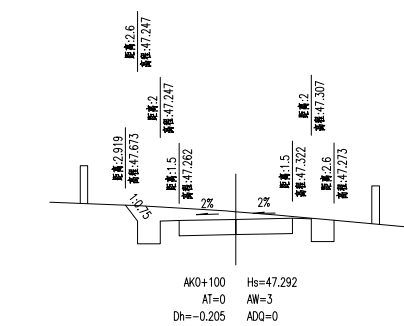 距离:2.6
高程:47.247
距离:2
高程:47.247
距离:2
高程:47.307
距离:2.919
高程:47.673
距离:1.5
高程:47.262
距离:1.5
高程:47.322
距离:2.6
高程:47.273
1:0.75
2%
2%
AK0+100 Hs=47.292
AT=0 AW=3
Dh=-0.205 ADQ=0